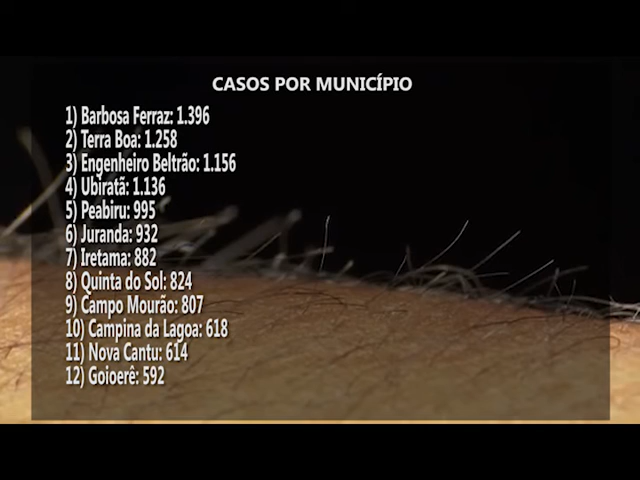 CASOS POR MUNICÍPIO
1) Barbosa Ferraz: 1.396
2) Terra Boa: 1.258
3) Engenheiro Beltrão: 1.156
4) Ubiratã: 1.136
5) Peabiru: 995
6) Juranda: 932
7) Iretama: 882
8) Quinta do Sol: 824
9) Campo Mourão: 807
10) Campina da Lagoa: 618
11) Nova Cantu: 614
12) Goioerê: 592